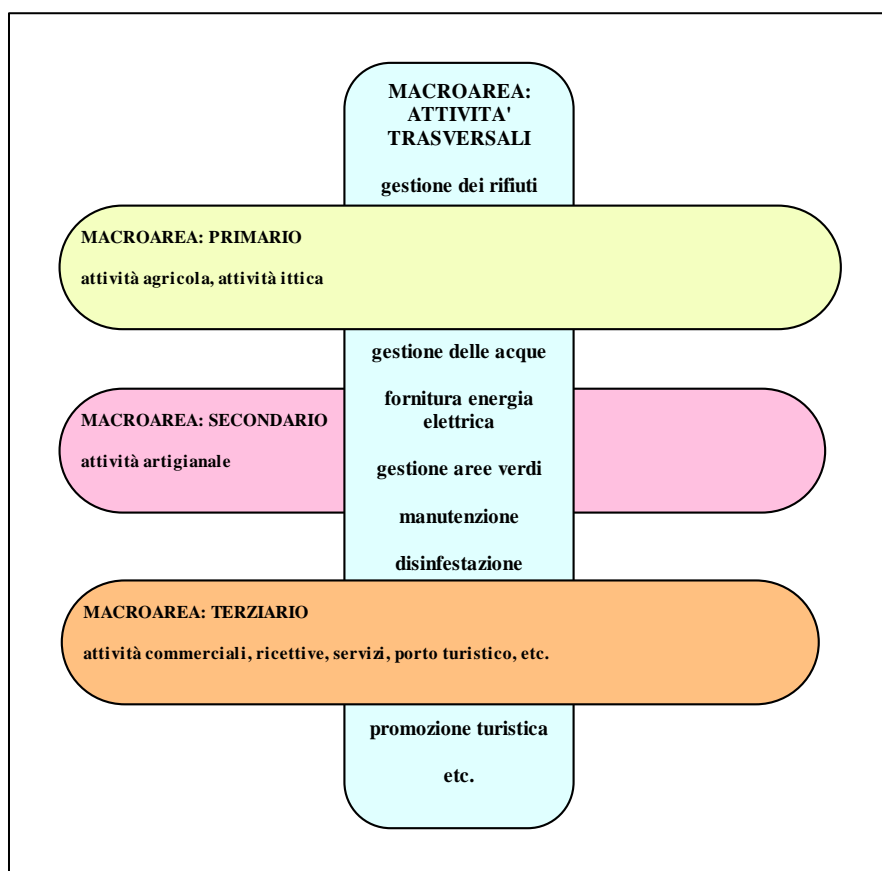 MACROAREA:
ATTIVITA'
TRASVERSALI
gestione dei rifiuti
MACROAREA: PRIMARIO
attività agricola, attività ittica
gestione delle acque
fornitura energia
elettrica
MACROAREA: SECONDARIO
attività artigianale
gestione aree verdi
manutenzione
disinfestazione
MACROAREA: TERZIARIO
attività commerciali, ricettive, servizi, porto turistico, etc.
promozione turistica
etc.